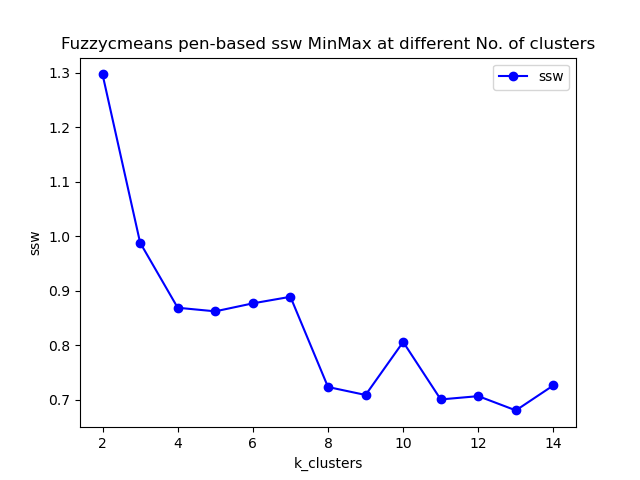 Fuzzycmeans pen-based ssw MinMax at different No. of clusters
ssw
1.3
1.2
1.1
1.0
0.9
0.8
0.7
ssw
2 4 6 8 10 12 14
k_clusters